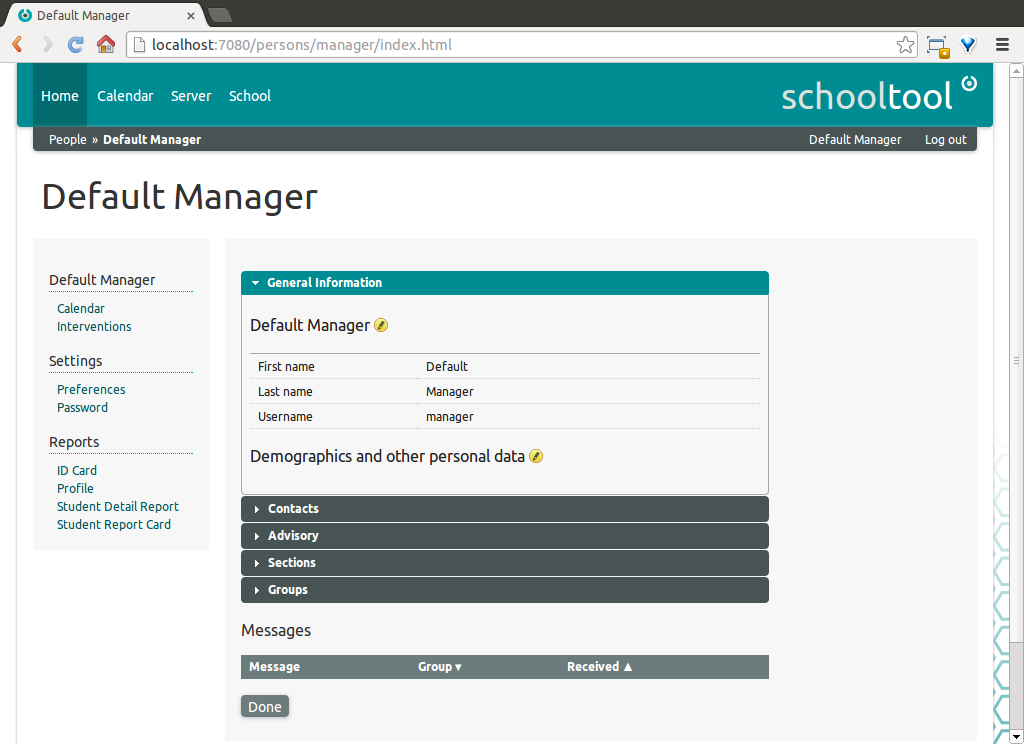 Default Manager
localhost:7080/persons/manager/index.html
Home Calendar Server School schooltool
People » Default Manager Default Manager Log out
Default Manager
Default Manager
Calendar
Interventions
Settings
Preferences
Password
Reports
ID Card
Profile
Student Detail Report
Student Report Card
General Information
Default Manager
First name Default
Last name Manager
Username manager
Demographics and other personal data
Contacts
Advisory
Sections
Groups
Messages
Message Group ▾ Received ▲
Done